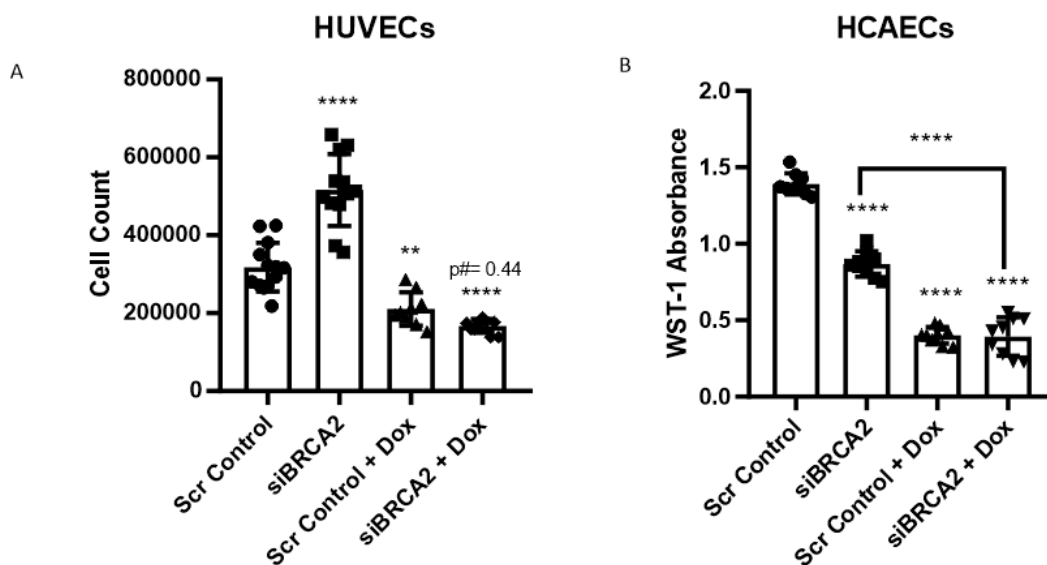 HUVECs
A
Cell Count
800000
600000
400000
200000
0
****
**
p#= 0.44
****
Scr Control
siBRCA2
Scr Control + Dox
siBRCA2 + Dox
HCAECs
B
WST-1 Absorbance
2.0
1.5
1.0
0.5
0.0
****
****
****
****
Scr Control
siBRCA2
Scr Control + Dox
siBRCA2 + Dox